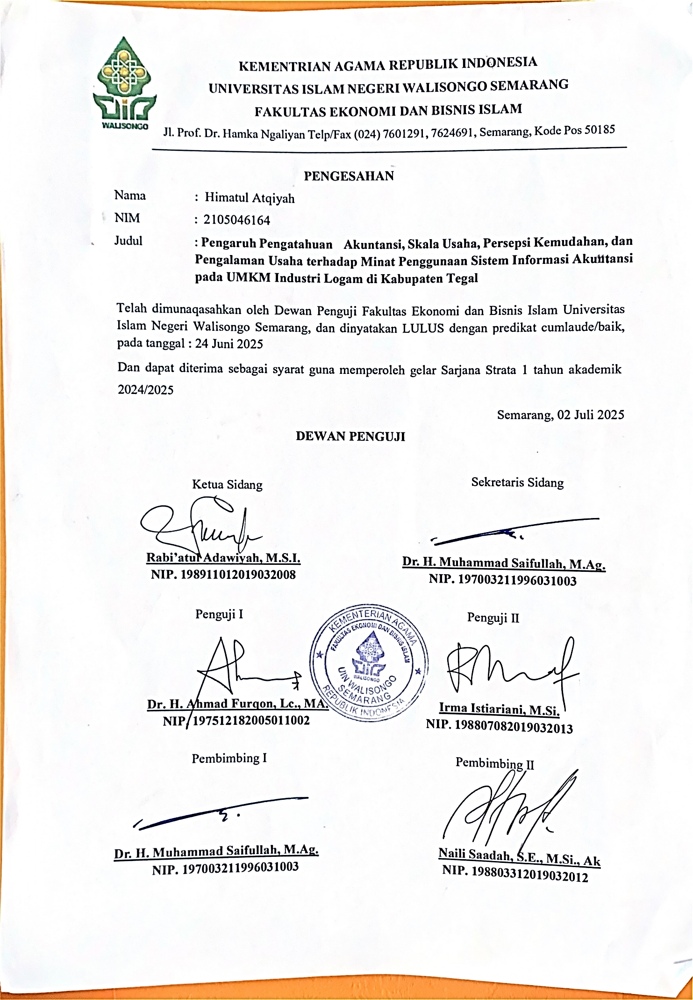 WALISONGO
KEMENTRIAN AGAMA REPUBLIK INDONESIA
UNIVERSITAS ISLAM NEGERI WALISONGO SEMARANG
FAKULTAS EKONOMI DAN BISNIS ISLAM
Jl. Prof. Dr. Hamka Ngaliyan Telp/Fax (024) 7601291, 7624691, Semarang, Kode Pos 50185
PENGESAHAN
Nama : Himatul Atqiyah
NIM : 2105046164
Judul : Pengaruh Pengatahuan Akuntansi, Skala Usaha, Persepsi Kemudahan, dan
Pengalaman Usaha terhadap Minat Penggunaan Sistem Informasi Akuntansi
pada UMKM Industri Logam di Kabupaten Tegal
Telah dimunaqasahkan oleh Dewan Penguji Fakultas Ekonomi dan Bisnis Islam Universitas
Islam Negeri Walisongo Semarang, dan dinyatakan LULUS dengan predikat cumlaude/baik,
pada tanggal : 24 Juni 2025
Dan dapat diterima sebagai syarat guna memperoleh gelar Sarjana Strata 1 tahun akademik
2024/2025
Semarang, 02 Juli 2025
DEWAN PENGUJI
Ketua Sidang Sekretaris Sidang
Rabi'atul Adawiyah, M.S.I. Dr. H. Muhammad Saifullah, M.Ag.
NIP. 198911012019032008 NIP. 197003211996031003
Penguji I Penguji II
KEMENTERIAN AGAMA
FAKULTAS EKONOMI DAN BISNIS ISLAM
WALISONGO
UIN WALISONGO
SEMARANG
REPUBLIK INDONESIA
Dr. H. Ahmad Furqon, Lc., MA. Irma Istiariani, M.Si.
NIP. 197512182005011002 NIP. 198807082019032013
Pembimbing I Pembimbing II
Dr. H. Muhammad Saifullah, M.Ag. Naili Saadah, S.E., M.Si., Ak
NIP. 197003211996031003 NIP. 198803312019032012